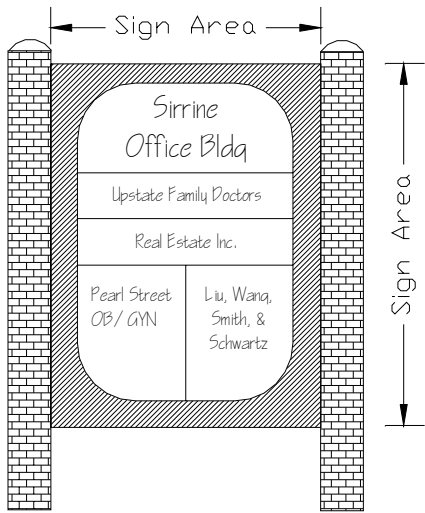 Sign Area
Sirrine
Office Bldg
Upstate Family Doctors
Real Estate Inc.
Pearl Street
OB/GYN
Liu, Wang,
Smith, &
Schwartz
Sign Area